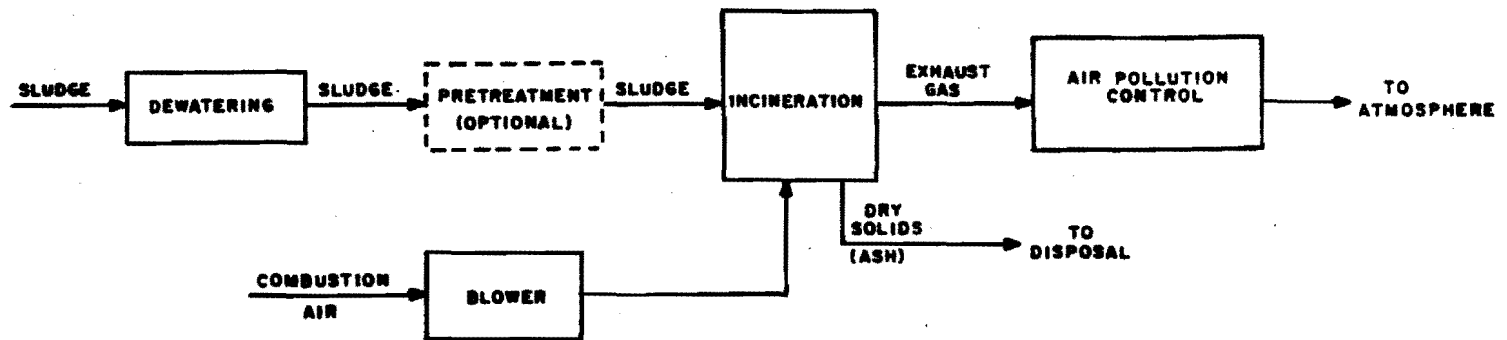 SLUDGE
DEWATERING
SLUDGE
PRETREATMENT
(OPTIONAL)
SLUDGE
INCINERATION
EXHAUST
GAS
AIR POLLUTION
CONTROL
TO
ATMOSPHERE
DRY
SOLIDS
(ASH)
TO
DISPOSAL
COMBUSTION
AIR
BLOWER